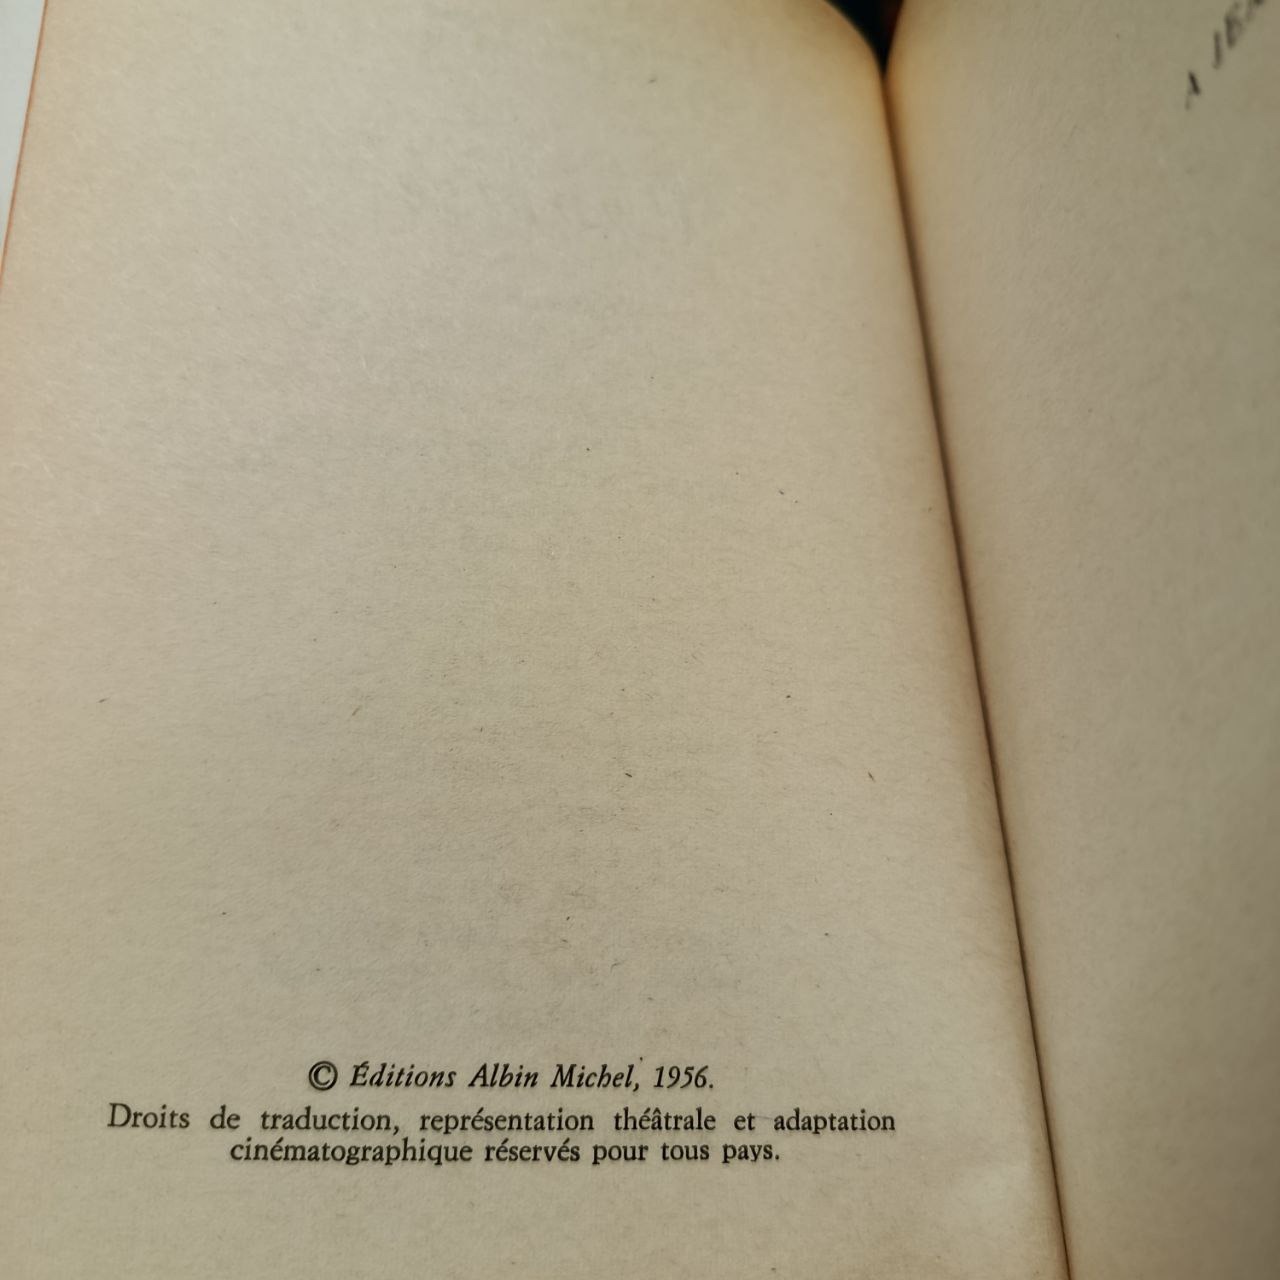 © Éditions Albin Michel, 1956.
Droits de traduction, représentation théâtrale et adaptation
cinématographique réservés pour tous pays.
A